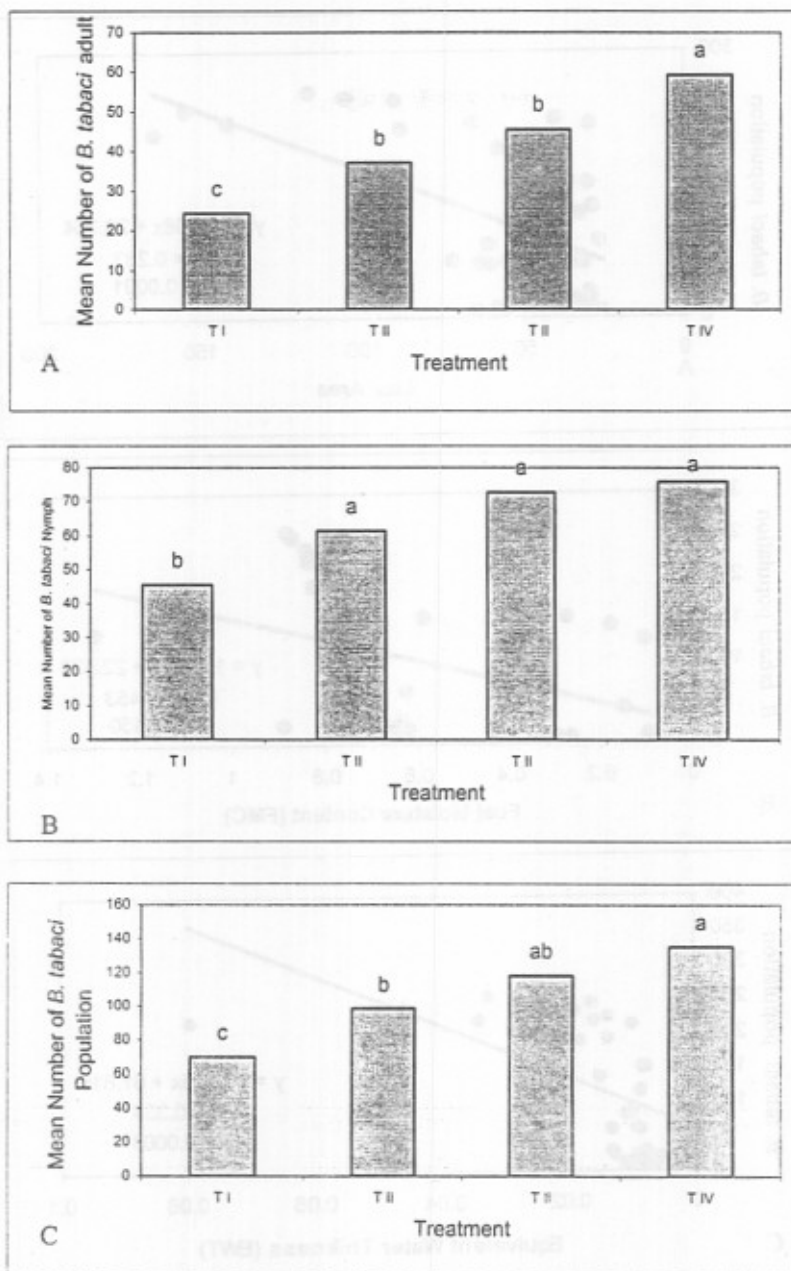 Mean Number of B. tabaci adult
70
60
50
40
30
20
10
0
c
b
b
a
T I
T II
T II
T IV
Treatment
A
Mean Number of B. tabaci Nymph
80
70
60
50
40
30
20
10
0
b
a
a
a
T I
T II
T II
T IV
Treatment
B
Mean Number of B. tabaci
Population
160
140
120
100
80
60
40
20
0
c
b
ab
a
T I
T II
T II
T IV
Treatment
C